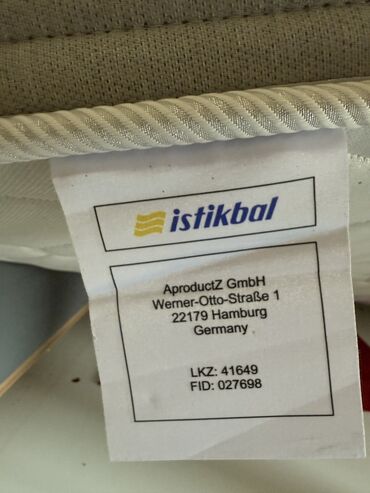 istikbal
AproductZ GmbH
Werner-Otto-Straße 1
22179 Hamburg
Germany
LKZ: 41649
FID: 027698